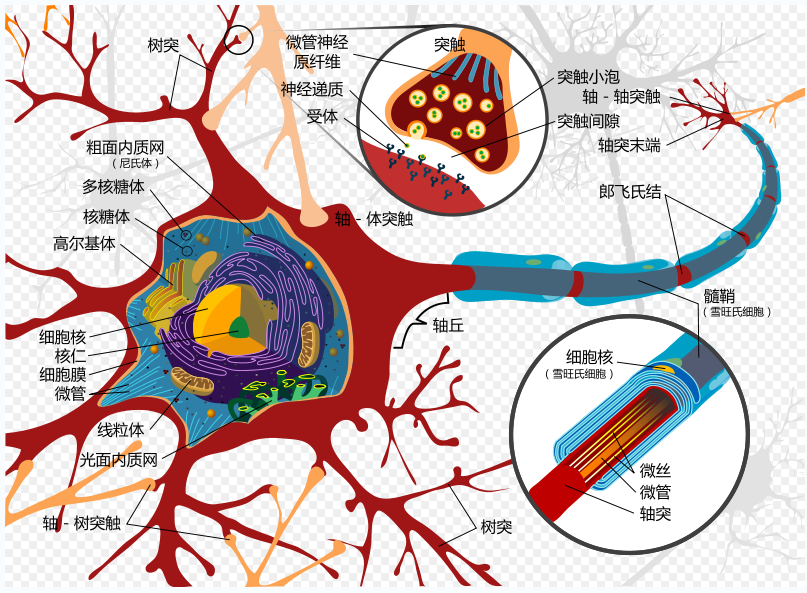 树突
微管神经
原纤维
神经递质
受体
突触
突触小泡
轴 - 轴突触
突触间隙
轴突末端
粗面内质网
（尼氏体）
多核糖体
核糖体
高尔基体
轴 - 体突触
郎飞氏结
髓鞘
（雪旺氏细胞）
轴丘
细胞核
核仁
细胞膜
微管
线粒体
光面内质网
轴 - 树突触
树突
细胞核
（雪旺氏细胞）
微丝
微管
轴突